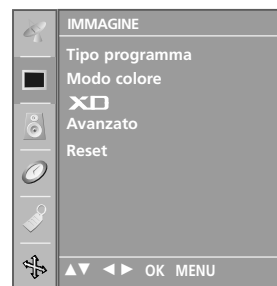 IMMAGINE
Tipo programma
Modo colore
XD
Avanzato
Reset
▲▼ ◄► OK MENU